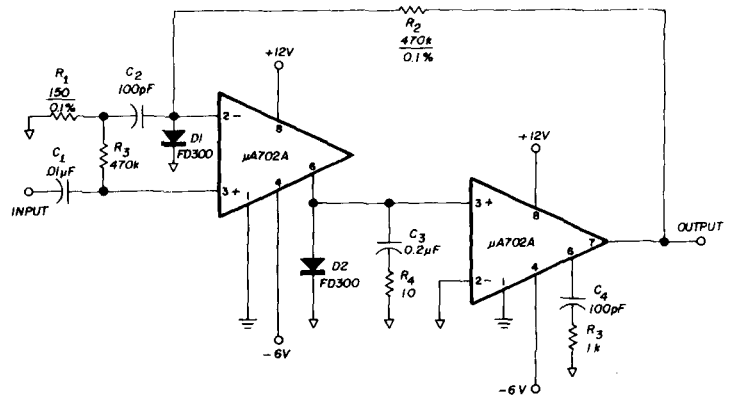 R2
470k
0.1%
+12V
R1
150
0.1%
C2
100pF
2 -
8
D1
FD300
μA702A
+12V
R3
470k
C1
.01μF
6
3 +
1
4
INPUT
3 +
8
OUTPUT
μA702A
7
C3
0.2μF
6
D2
FD300
R4
10
2 -
1
4
C4
100pF
R3
1k
-6V
-6V